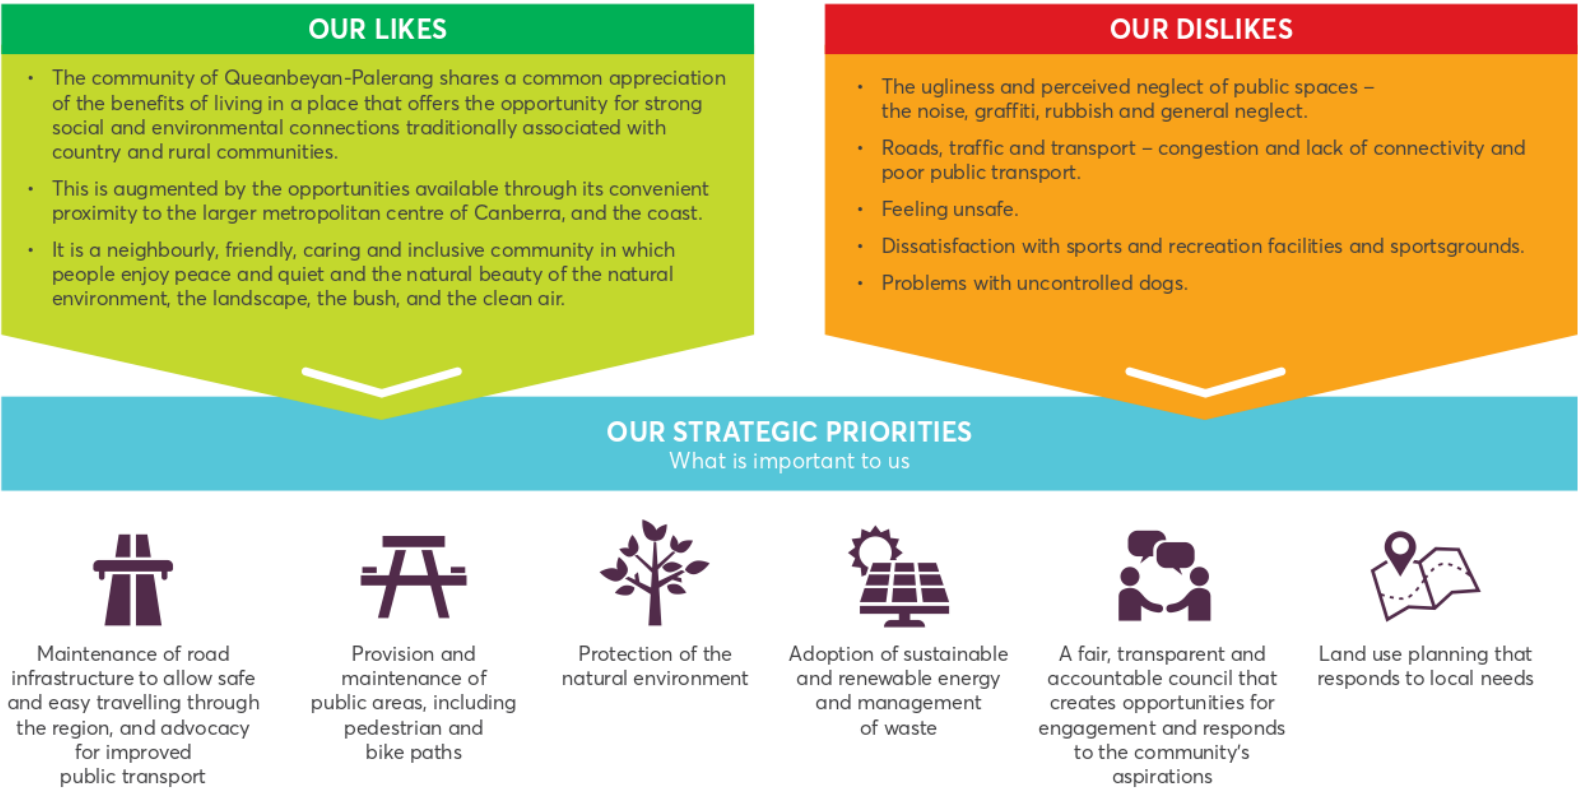 OUR LIKES
• The community of Queanbeyan-Palerang shares a common appreciation
of the benefits of living in a place that offers the opportunity for strong
social and environmental connections traditionally associated with
country and rural communities.
• This is augmented by the opportunities available through its convenient
proximity to the larger metropolitan centre of Canberra, and the coast.
• It is a neighbourly, friendly, caring and inclusive community in which
people enjoy peace and quiet and the natural beauty of the natural
environment, the landscape, the bush, and the clean air.
OUR DISLIKES
• The ugliness and perceived neglect of public spaces –
the noise, graffiti, rubbish and general neglect.
• Roads, traffic and transport – congestion and lack of connectivity and
poor public transport.
• Feeling unsafe.
• Dissatisfaction with sports and recreation facilities and sportsgrounds.
• Problems with uncontrolled dogs.
OUR STRATEGIC PRIORITIES
What is important to us
Maintenance of road
infrastructure to allow safe
and easy travelling through
the region, and advocacy
for improved
public transport
Provision and
maintenance of
public areas, including
pedestrian and
bike paths
Protection of the
natural environment
Adoption of sustainable
and renewable energy
and management
of waste
A fair, transparent and
accountable council that
creates opportunities for
engagement and responds
to the community's
aspirations
Land use planning that
responds to local needs